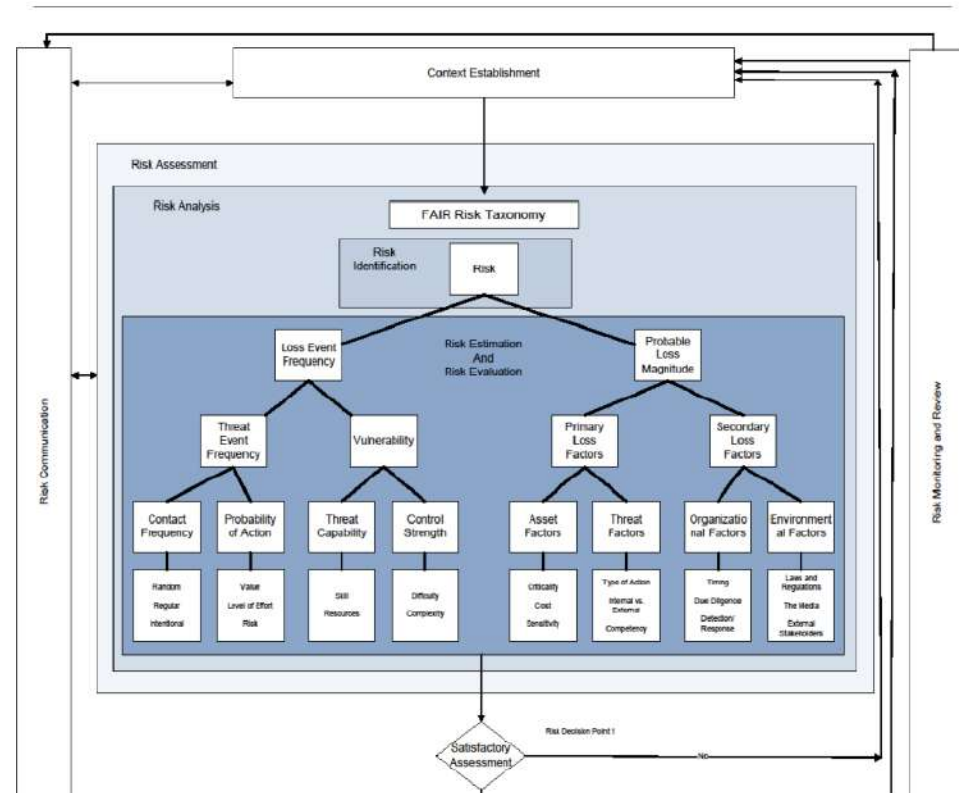 Context Establishment
Risk Assessment
Risk Analysis
FAIR Risk Taxonomy
Risk
Identification
Risk
Loss Event
Frequency
Risk Estimation
And
Risk Evaluation
Probable
Loss
Magnitude
Threat
Event
Frequency
Vulnerability
Primary
Loss
Factors
Secondary
Loss
Factors
Contact
Frequency
Probability
of Action
Threat
Capability
Control
Strength
Asset
Factors
Threat
Factors
Organizatio
nal Factors
Environment
al Factors
Random
Regular
Intentional
Value
Level of Effort
Risk
Skill
Resources
Difficulty
Complexity
Criticality
Cost
Sensitivity
Type of Action
Internal vs.
External
Competency
Timing
Due Diligence
Detection/
Response
Laws and
Regulations
The Media
External
Stakeholders
Risk Communication
Risk Monitoring and Review
Risk Decision Point 1
Satisfactory
Assessment
No